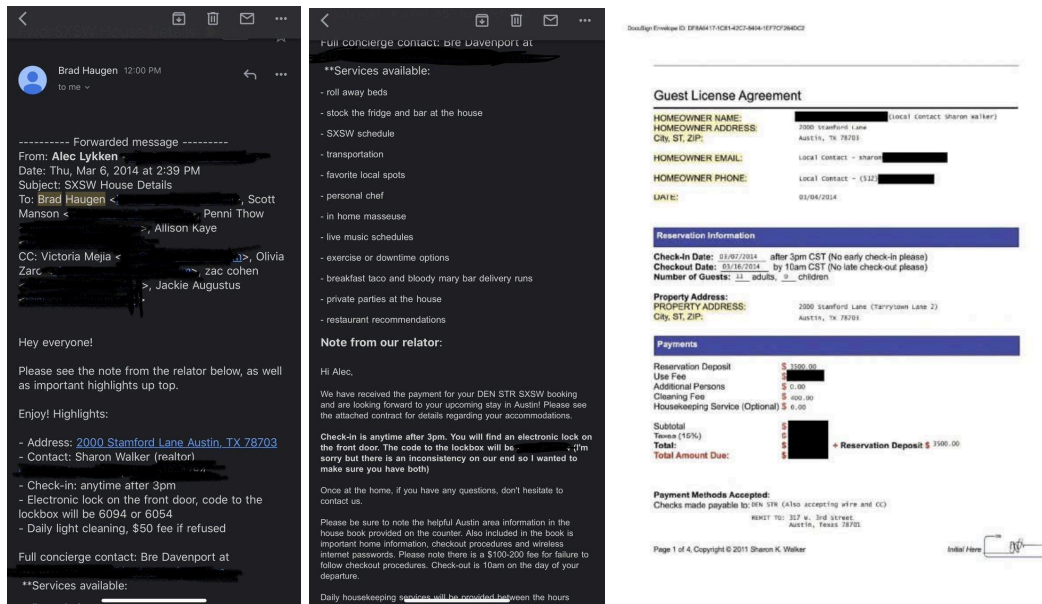 Brad Haugen 12:00 PM
to me
---------- Forwarded message ---------
From: Alec Lykken
Date: Thu, Mar 6, 2014 at 2:39 PM
Subject: SXSW House Details
To: Brad Haugen <
>, Scott
Manson <
>, Penni Thow
>, Allison Kaye
CC: Victoria Mejia <
>, Olivia
Zaro
>, zac cohen
>, Jackie Augustus
Hey everyone!
Please see the note from the relator below, as well
as important highlights up top.
Enjoy! Highlights:
- Address: 2000 Stamford Lane Austin, TX 78703
- Contact: Sharon Walker (realtor)
- Check-in: anytime after 3pm
- Electronic lock on the front door, code to the
lockbox will be 6094 or 6054
- Daily light cleaning, $50 fee if refused
Full concierge contact: Bre Davenport at
**Services available:
Full concierge contact: Bre Davenport at
**Services available:
- roll away beds
- stock the fridge and bar at the house
- SXSW schedule
- transportation
- favorite local spots
- personal chef
- in home masseuse
- live music schedules
- exercise or downtime options
- breakfast taco and bloody mary bar delivery runs
- private parties at the house
- restaurant recommendations
Note from our relator:
Hi Alec,
We have received the payment for your DEN STR SXSW booking
and are looking forward to your upcoming stay in Austin! Please see
the attached contract for details regarding your accommodations.
Check-in is anytime after 3pm. You will find an electronic lock on
the front door. The code to the lockbox will be (I'm
sorry but there is an inconsistency on our end so I wanted to
make sure you have both)
Once at the home, if you have any questions, don't hesitate to
contact us.
Please be sure to note the helpful Austin area information in the
house book provided on the counter. Also included in the book is
important home information, checkout procedures and wireless
internet passwords. Please note there is a $100-200 fee for failure to
follow checkout procedures. Check-out is 10am on the day of your
departure.
Daily housekeeping services will be provided between the hours
DocuSign Envelope ID:
Guest License Agreement
HOMEOWNER NAME: (Local Contact Sharon Walker)
HOMEOWNER ADDRESS: 2000 Stamford Lane
City, ST, ZIP: Austin, TX 78703
HOMEOWNER EMAIL: Local Contact - sharon
HOMEOWNER PHONE: Local Contact - (512)
DATE: 03/04/2014
Reservation Information
Check-In Date: 03/07/2014 after 3pm CST (No early check-in please)
Checkout Date: 03/16/2014 by 10am CST (No late check-out please)
Number of Guests: 11 adults, 0 children
Property Address:
PROPERTY ADDRESS: 2000 Stamford Lane (Tarrytown Lane 2)
City, ST, ZIP: Austin, TX 78703
Payments
Reservation Deposit $ 3500.00
Use Fee $
Additional Persons $ 0.00
Cleaning Fee $ 400.00
Housekeeping Service (Optional) $ 0.00
Subtotal $
Taxes (15%) $
Total: $ + Reservation Deposit $ 3500.00
Total Amount Due: $
Payment Methods Accepted:
Checks made payable to: DEN STR (Also accepting wire and CC)
REMIT TO: 317 W. 3rd Street
Austin, Texas 78701
Page 1 of 4, Copyright © 2011 Sharon K. Walker
Initial Here